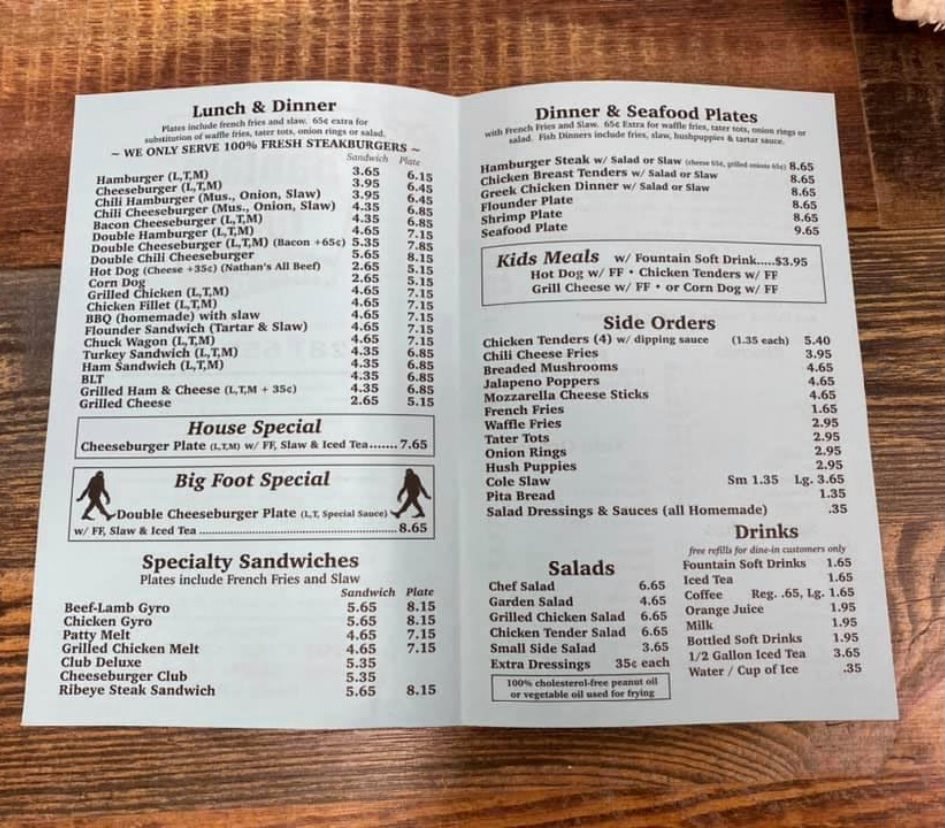 Lunch & Dinner
Plates include french fries and slaw. 65¢ extra for
substitution of waffle fries, tater tots, onion rings or salad.
~ WE ONLY SERVE 100% FRESH STEAKBURGERS ~
Sandwich Plate
Hamburger (L,T,M) 3.65 6.15
Cheeseburger (L,T,M) 3.95 6.45
Chili Hamburger (Mus., Onion, Slaw) 3.95 6.45
Chili Cheeseburger (Mus., Onion, Slaw) 4.35 6.85
Bacon Cheeseburger (L,T,M) 4.35 6.85
Double Hamburger (L,T,M) 4.65 7.15
Double Cheeseburger (L,T,M) (Bacon +65¢) 5.35 7.85
Double Chili Cheeseburger 5.65 8.15
Hot Dog (Cheese +35¢) (Nathan's All Beef) 2.65 5.15
Corn Dog 2.65 5.15
Grilled Chicken (L,T,M) 4.65 7.15
Chicken Fillet (L,T,M) 4.65 7.15
BBQ (homemade) with slaw 4.65 7.15
Flounder Sandwich (Tartar & Slaw) 4.65 7.15
Chuck Wagon (L,T,M) 4.65 7.15
Turkey Sandwich (L,T,M) 4.35 6.85
Ham Sandwich (L,T,M) 4.35 6.85
BLT 4.35 6.85
Grilled Ham & Cheese (L,T,M + 35¢) 4.35 6.85
Grilled Cheese 2.65 5.15
House Special
Cheeseburger Plate (L,T,M) w/ FF, Slaw & Iced Tea.......7.65
Big Foot Special
Double Cheeseburger Plate (L,T, Special Sauce)
w/ FF, Slaw & Iced Tea ........................................ 8.65
Specialty Sandwiches
Plates include French Fries and Slaw
Sandwich Plate
Beef-Lamb Gyro 5.65 8.15
Chicken Gyro 5.65 8.15
Patty Melt 4.65 7.15
Grilled Chicken Melt 4.65 7.15
Club Deluxe 5.35
Cheeseburger Club 5.35
Ribeye Steak Sandwich 5.65 8.15
Dinner & Seafood Plates
with French Fries and Slaw. 65¢ Extra for waffle fries, tater tots, onion rings or
salad. Fish Dinners include fries, slaw, hushpuppies & tartar sauce.
Hamburger Steak w/ Salad or Slaw (cheese 65¢, grilled onions 65¢) 8.65
Chicken Breast Tenders w/ Salad or Slaw 8.65
Greek Chicken Dinner w/ Salad or Slaw 8.65
Flounder Plate 8.65
Shrimp Plate 8.65
Seafood Plate 9.65
Kids Meals w/ Fountain Soft Drink.....$3.95
Hot Dog w/ FF • Chicken Tenders w/ FF
Grill Cheese w/ FF • or Corn Dog w/ FF
Side Orders
Chicken Tenders (4) w/ dipping sauce (1.35 each) 5.40
Chili Cheese Fries 3.95
Breaded Mushrooms 4.65
Jalapeno Poppers 4.65
Mozzarella Cheese Sticks 4.65
French Fries 1.65
Waffle Fries 2.95
Tater Tots 2.95
Onion Rings 2.95
Hush Puppies 2.95
Cole Slaw Sm 1.35 Lg. 3.65
Pita Bread 1.35
Salad Dressings & Sauces (all Homemade) .35
Salads
Chef Salad 6.65
Garden Salad 4.65
Grilled Chicken Salad 6.65
Chicken Tender Salad 6.65
Small Side Salad 3.65
Extra Dressings 35¢ each
100% cholesterol-free peanut oil
or vegetable oil used for frying
Drinks
free refills for dine-in customers only
Fountain Soft Drinks 1.65
Iced Tea 1.65
Coffee Reg. .65, Lg. 1.65
Orange Juice 1.95
Milk 1.95
Bottled Soft Drinks 1.95
1/2 Gallon Iced Tea 3.65
Water / Cup of Ice .35